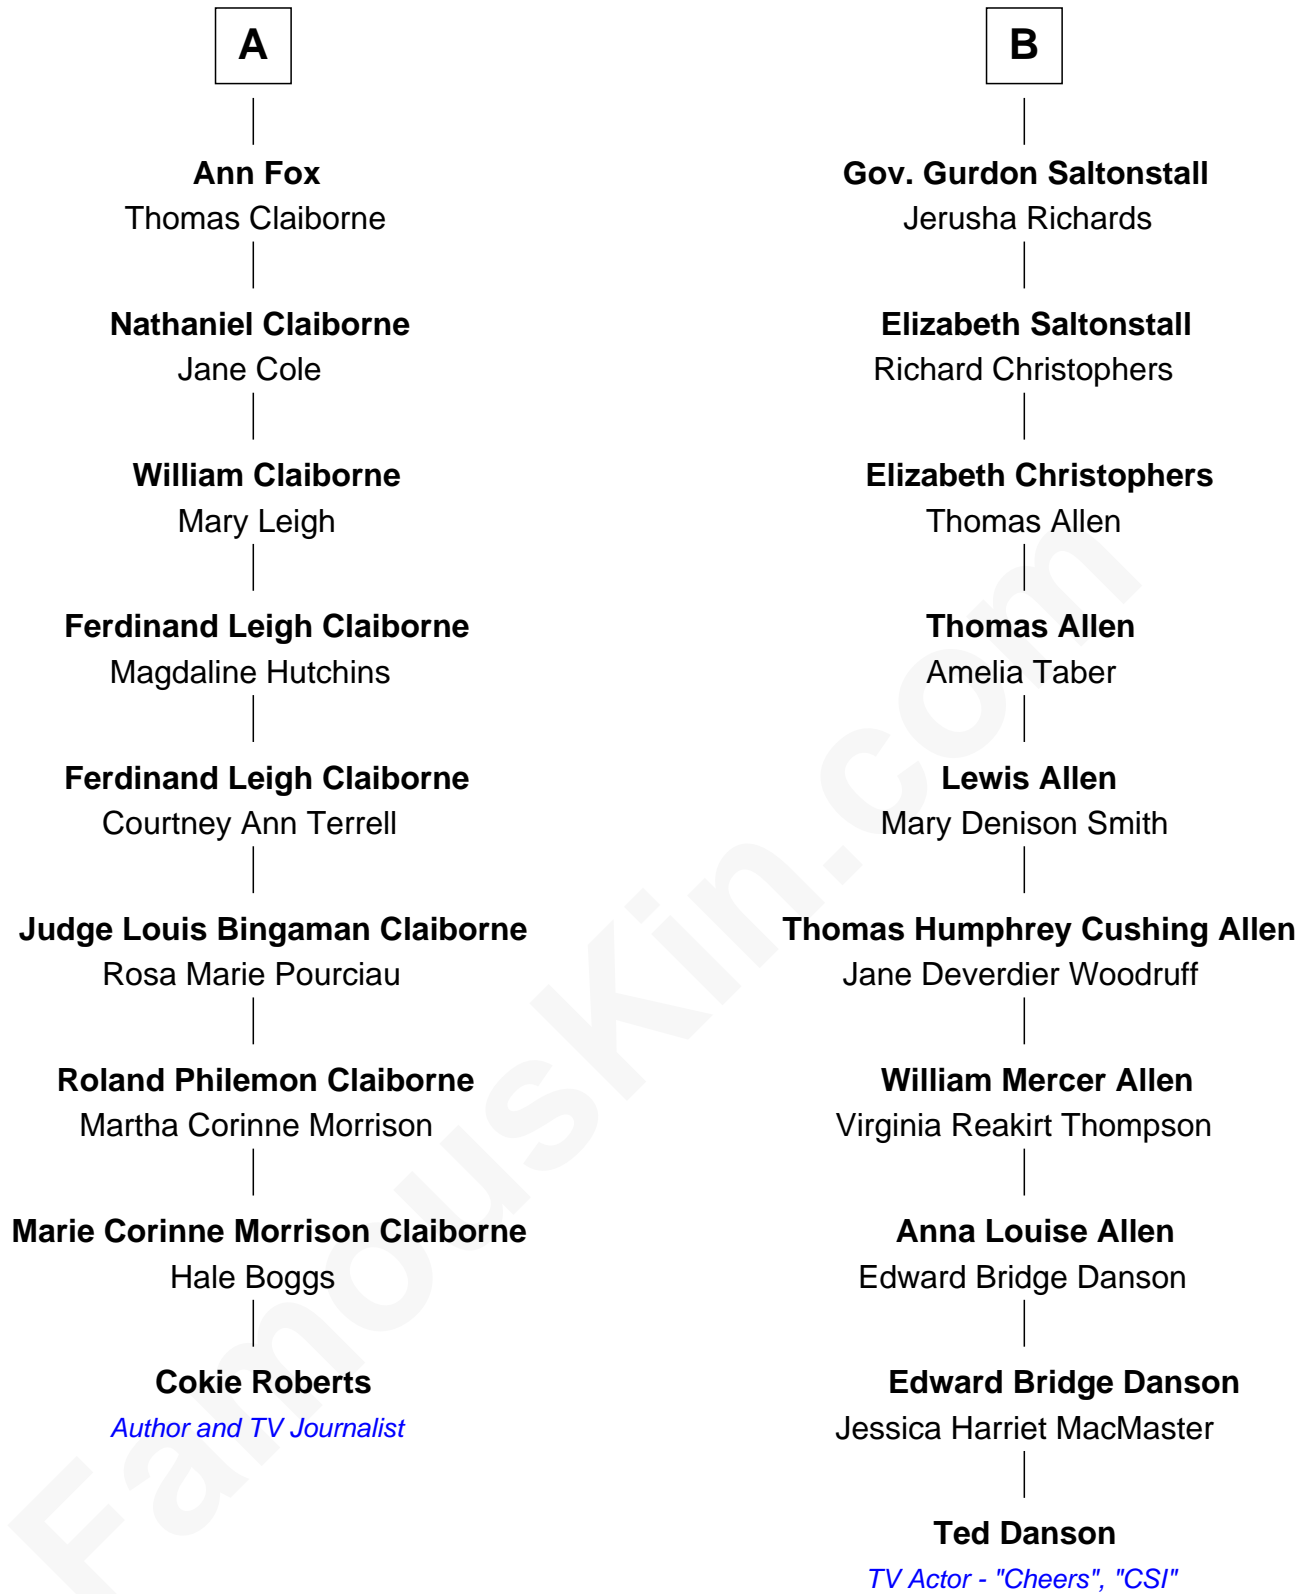 A
Ann Fox
Thomas Claiborne
Nathaniel Claiborne
Jane Cole
William Claiborne
Mary Leigh
Ferdinand Leigh Claiborne
Magdaline Hutchins
Ferdinand Leigh Claiborne
Courtney Ann Terrell
Judge Louis Bingaman Claiborne
Rosa Marie Pourciau
Roland Philemon Claiborne
Martha Corinne Morrison
Marie Corinne Morrison Claiborne
Hale Boggs
Cokie Roberts
Author and TV Journalist
B
Gov. Gurdon Saltonstall
Jerusha Richards
Elizabeth Saltonstall
Richard Christophers
Elizabeth Christophers
Thomas Allen
Thomas Allen
Amelia Taber
Lewis Allen
Mary Denison Smith
Thomas Humphrey Cushing Allen
Jane Deverdier Woodruff
William Mercer Allen
Virginia Reakirt Thompson
Anna Louise Allen
Edward Bridge Danson
Edward Bridge Danson
Jessica Harriet MacMaster
Ted Danson
TV Actor - "Cheers", "CSI"
FamousKin.com